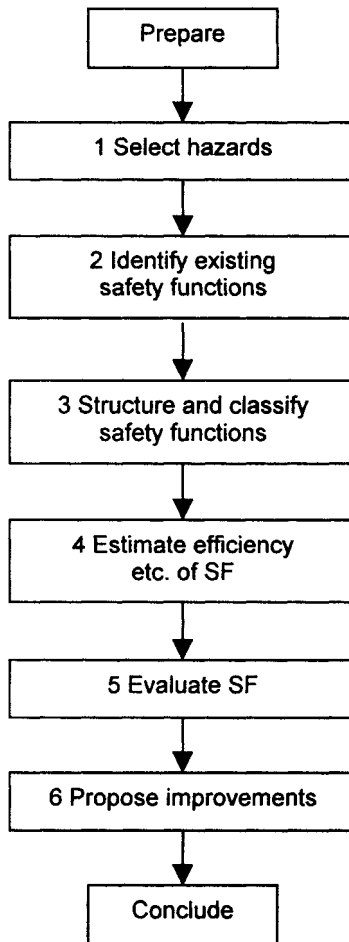 Prepare
1 Select hazards
2 Identify existing
safety functions
3 Structure and classify
safety functions
4 Estimate efficiency
etc. of SF
5 Evaluate SF
6 Propose improvements
Conclude